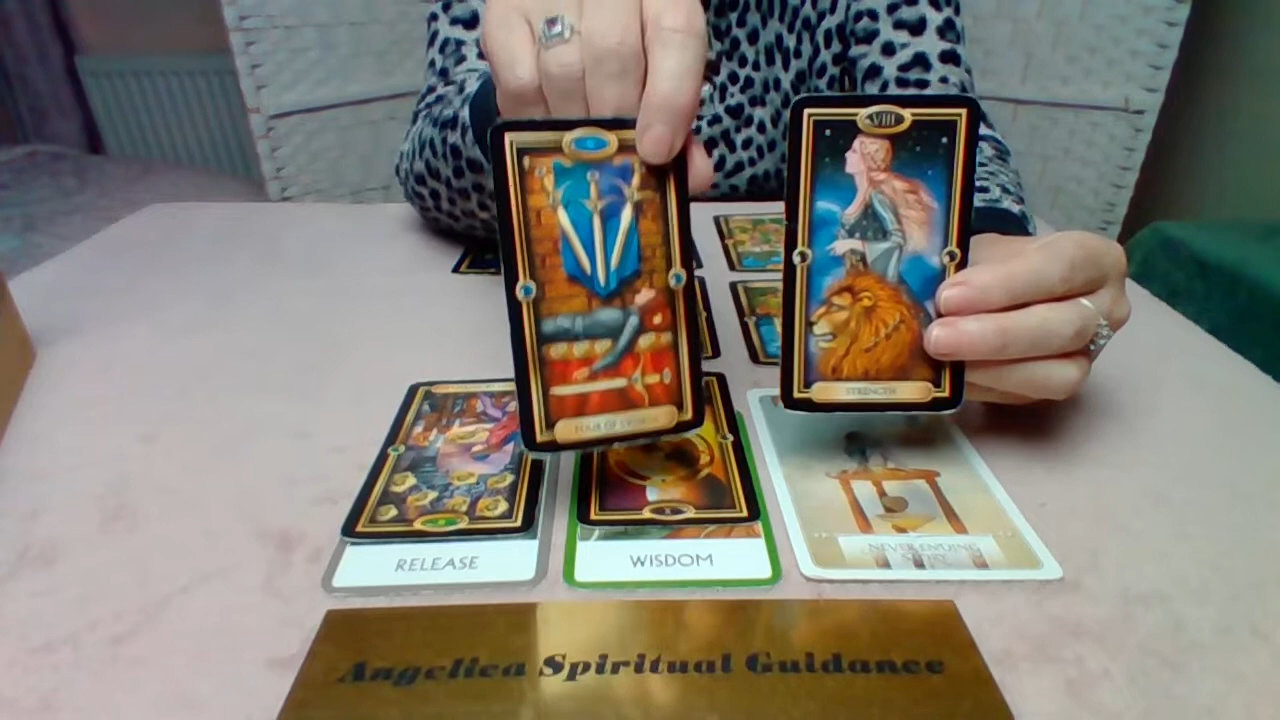 VIII
STRENGTH
FOUR OF SWORDS
RELEASE
WISDOM
X
NEVER ENDING
STORY
Angelica Spiritual Guidance